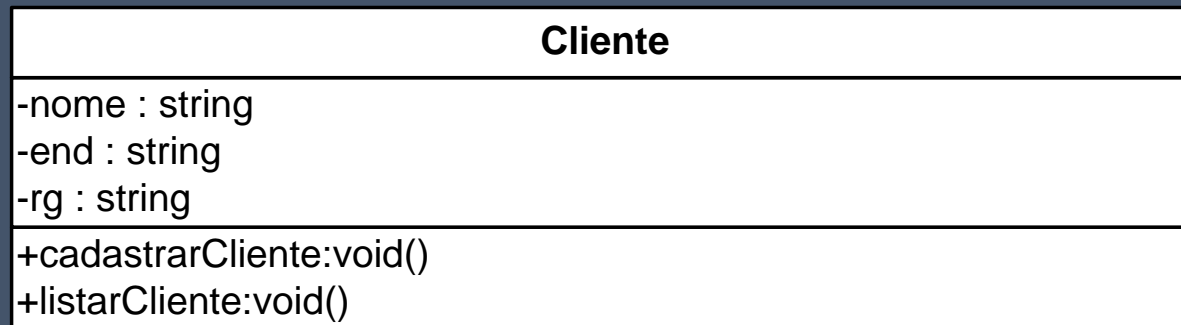 Cliente
-nome : string
-end : string
-rg : string
+cadastrarCliente:void()
+listarCliente:void()